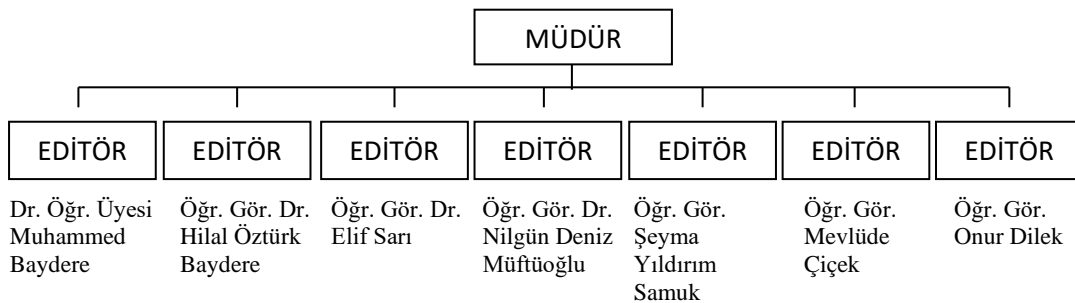 MÜDÜR
EDİTÖR
EDİTÖR
EDİTÖR
EDİTÖR
EDİTÖR
EDİTÖR
EDİTÖR
Dr. Öğr. Üyesi
Muhammed
Baydere
Öğr. Gör. Dr.
Hilal Öztürk
Baydere
Öğr. Gör. Dr.
Elif Sarı
Öğr. Gör. Dr.
Nilgün Deniz
Müftüoğlu
Öğr. Gör.
Şeyma
Yıldırım
Samuk
Öğr. Gör.
Mevlüde
Çiçek
Öğr. Gör.
Onur Dilek